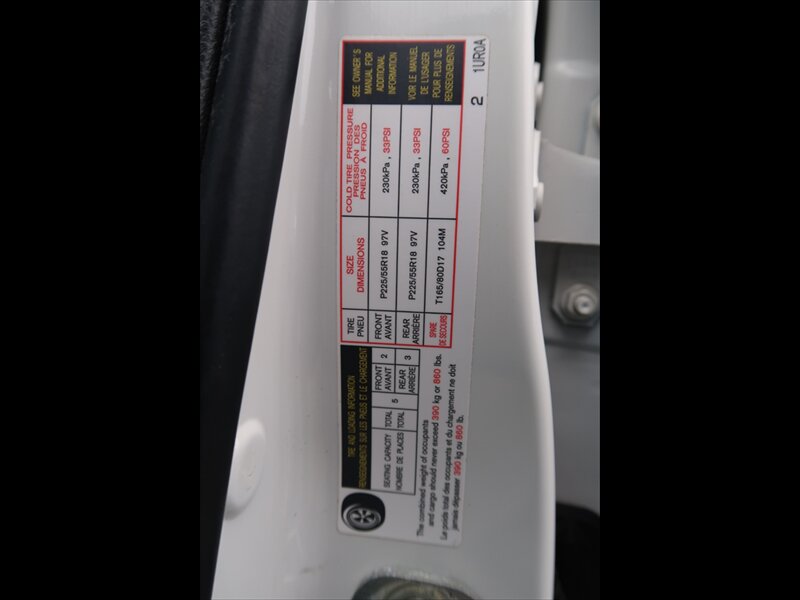 TIRE AND LOADING INFORMATION
RENSEIGNEMENTS SUR LES PNEUS ET LE CHARGEMENT
SEATING CAPACITY TOTAL 5 FRONT AVANT 2 REAR ARRIÈRE 3
NOMBRE DE PLACES TOTAL
The combined weight of occupants
and cargo should never exceed 390 kg or 860 lbs.
Le poids total des occupants et du chargement ne doit
jamais dépasser 390 kg ou 860 lb.
TIRE PNEU
SIZE DIMENSIONS
COLD TIRE PRESSURE
PRESSION DES
PNEUS À FROID
FRONT AVANT P225/55R18 97V 230kPa, 33PSI
REAR ARRIÈRE P225/55R18 97V 230kPa, 33PSI
SPARE DE SECOURS T165/80D17 104M 420kPa, 60PSI
SEE OWNER'S
MANUAL FOR
ADDITIONAL
INFORMATION
VOIR LE MANUEL
DE L'USAGER
POUR PLUS DE
RENSEIGNEMENTS
2 1UR0A